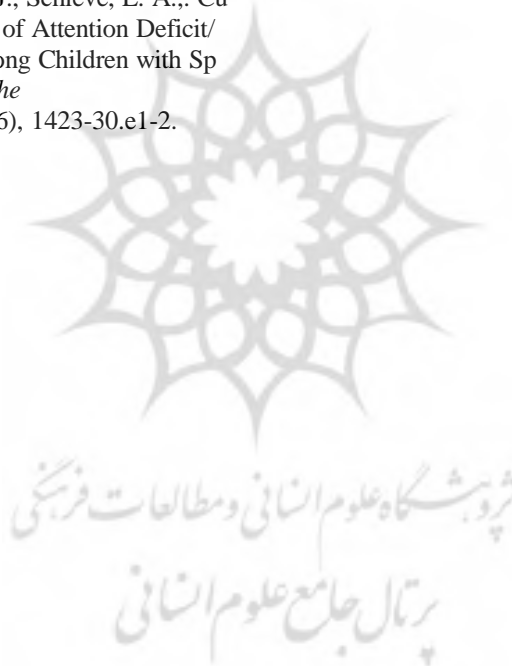 Schieve, L. A.,. Cu
of Attention Deficit/
ong Children with Sp
he
6), 1423-30.e1-2.
پژوهشگاه علوم انسانی و مطالعات فرهنگی
پرتال جامع علوم انسانی